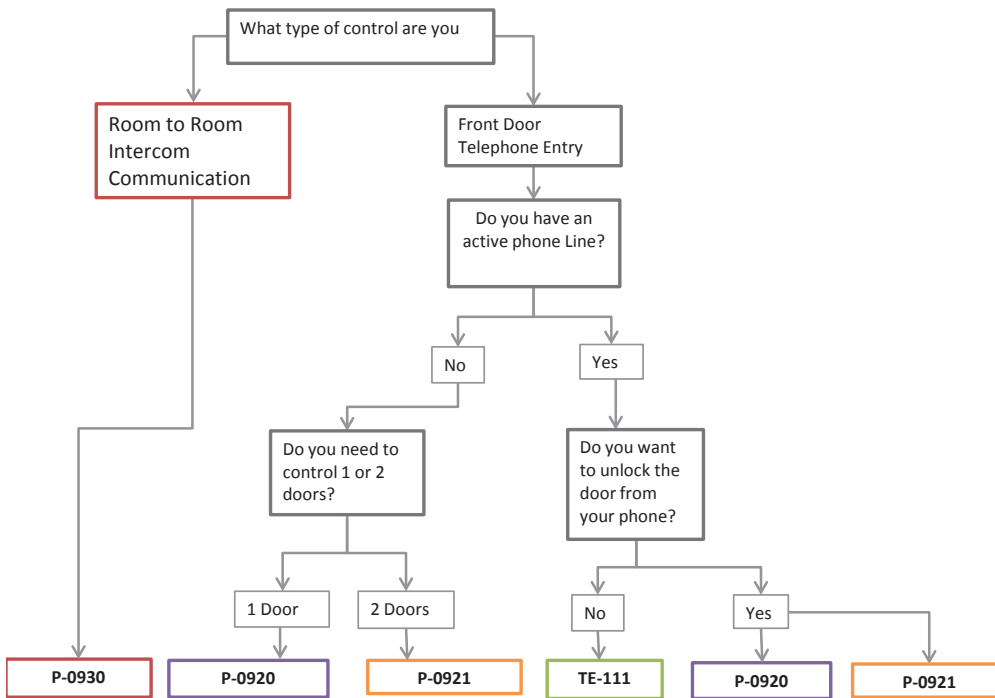 What type of control are you
Room to Room
Intercom
Communication
Front Door
Telephone Entry
Do you have an
active phone Line?
No
Yes
Do you need to
control 1 or 2
doors?
Do you want
to unlock the
door from
your phone?
1 Door
2 Doors
No
Yes
P-0930
P-0920
P-0921
TE-111
P-0920
P-0921